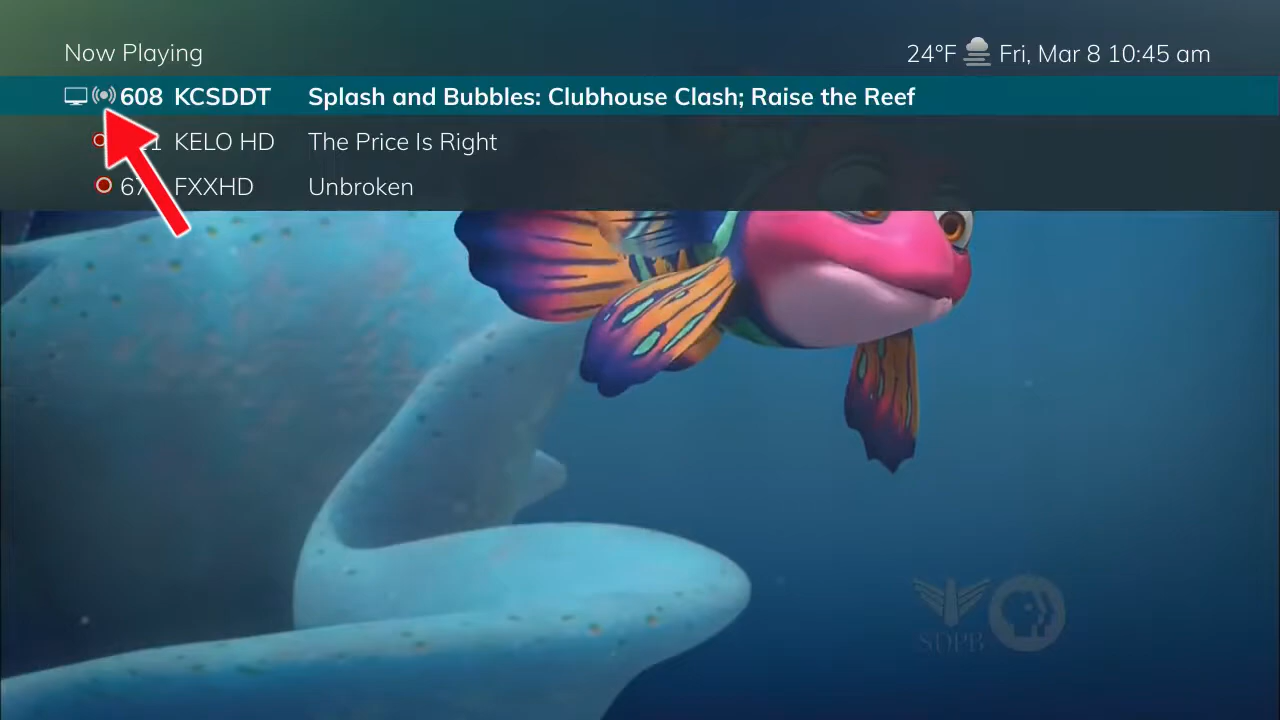 Now Playing
24°F Fri, Mar 8 10:45 am
608 KCSDDT Splash and Bubbles: Clubhouse Clash; Raise the Reef
KELO HD The Price Is Right
FXXHD Unbroken
SDPB